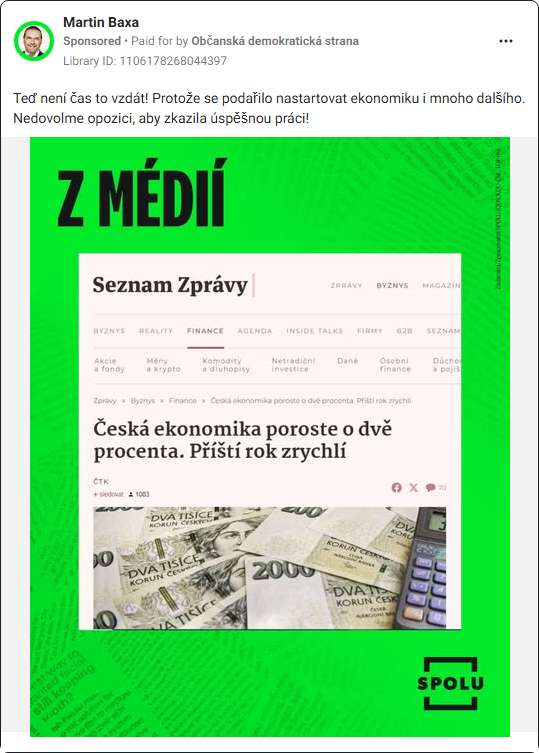 Martin Baxa
Sponsored • Paid for by Občanská demokratická strana
Library ID: 1106178268044397
Teď není čas to vzdát! Protože se podařilo nastartovat ekonomiku i mnoho dalšího.
Nedovolme opozici, aby zkazila úspěšnou práci!
Z MÉDIÍ
Seznam Zprávy
ZPRÁVY BYZNYS MAGAZÍN
BYZNYS REALITY FINANCE AGENDA INSIDE TALKS FIRMY B2B SEZNAM
Akcie Měny Komodity Netradiční Daně Osobní
a fondy a krypto a dluhopisy investice finance a pojiš
Zprávy » Byznys » Finance » Česká ekonomika poroste o dvě procenta. Příští rok zrychlí
Česká ekonomika poroste o dvě
procenta. Příští rok zrychlí
ČTK
+ sledovat 1083
DVA TISÍCE
KORUN ČESKÝCH
2000
SPOLU